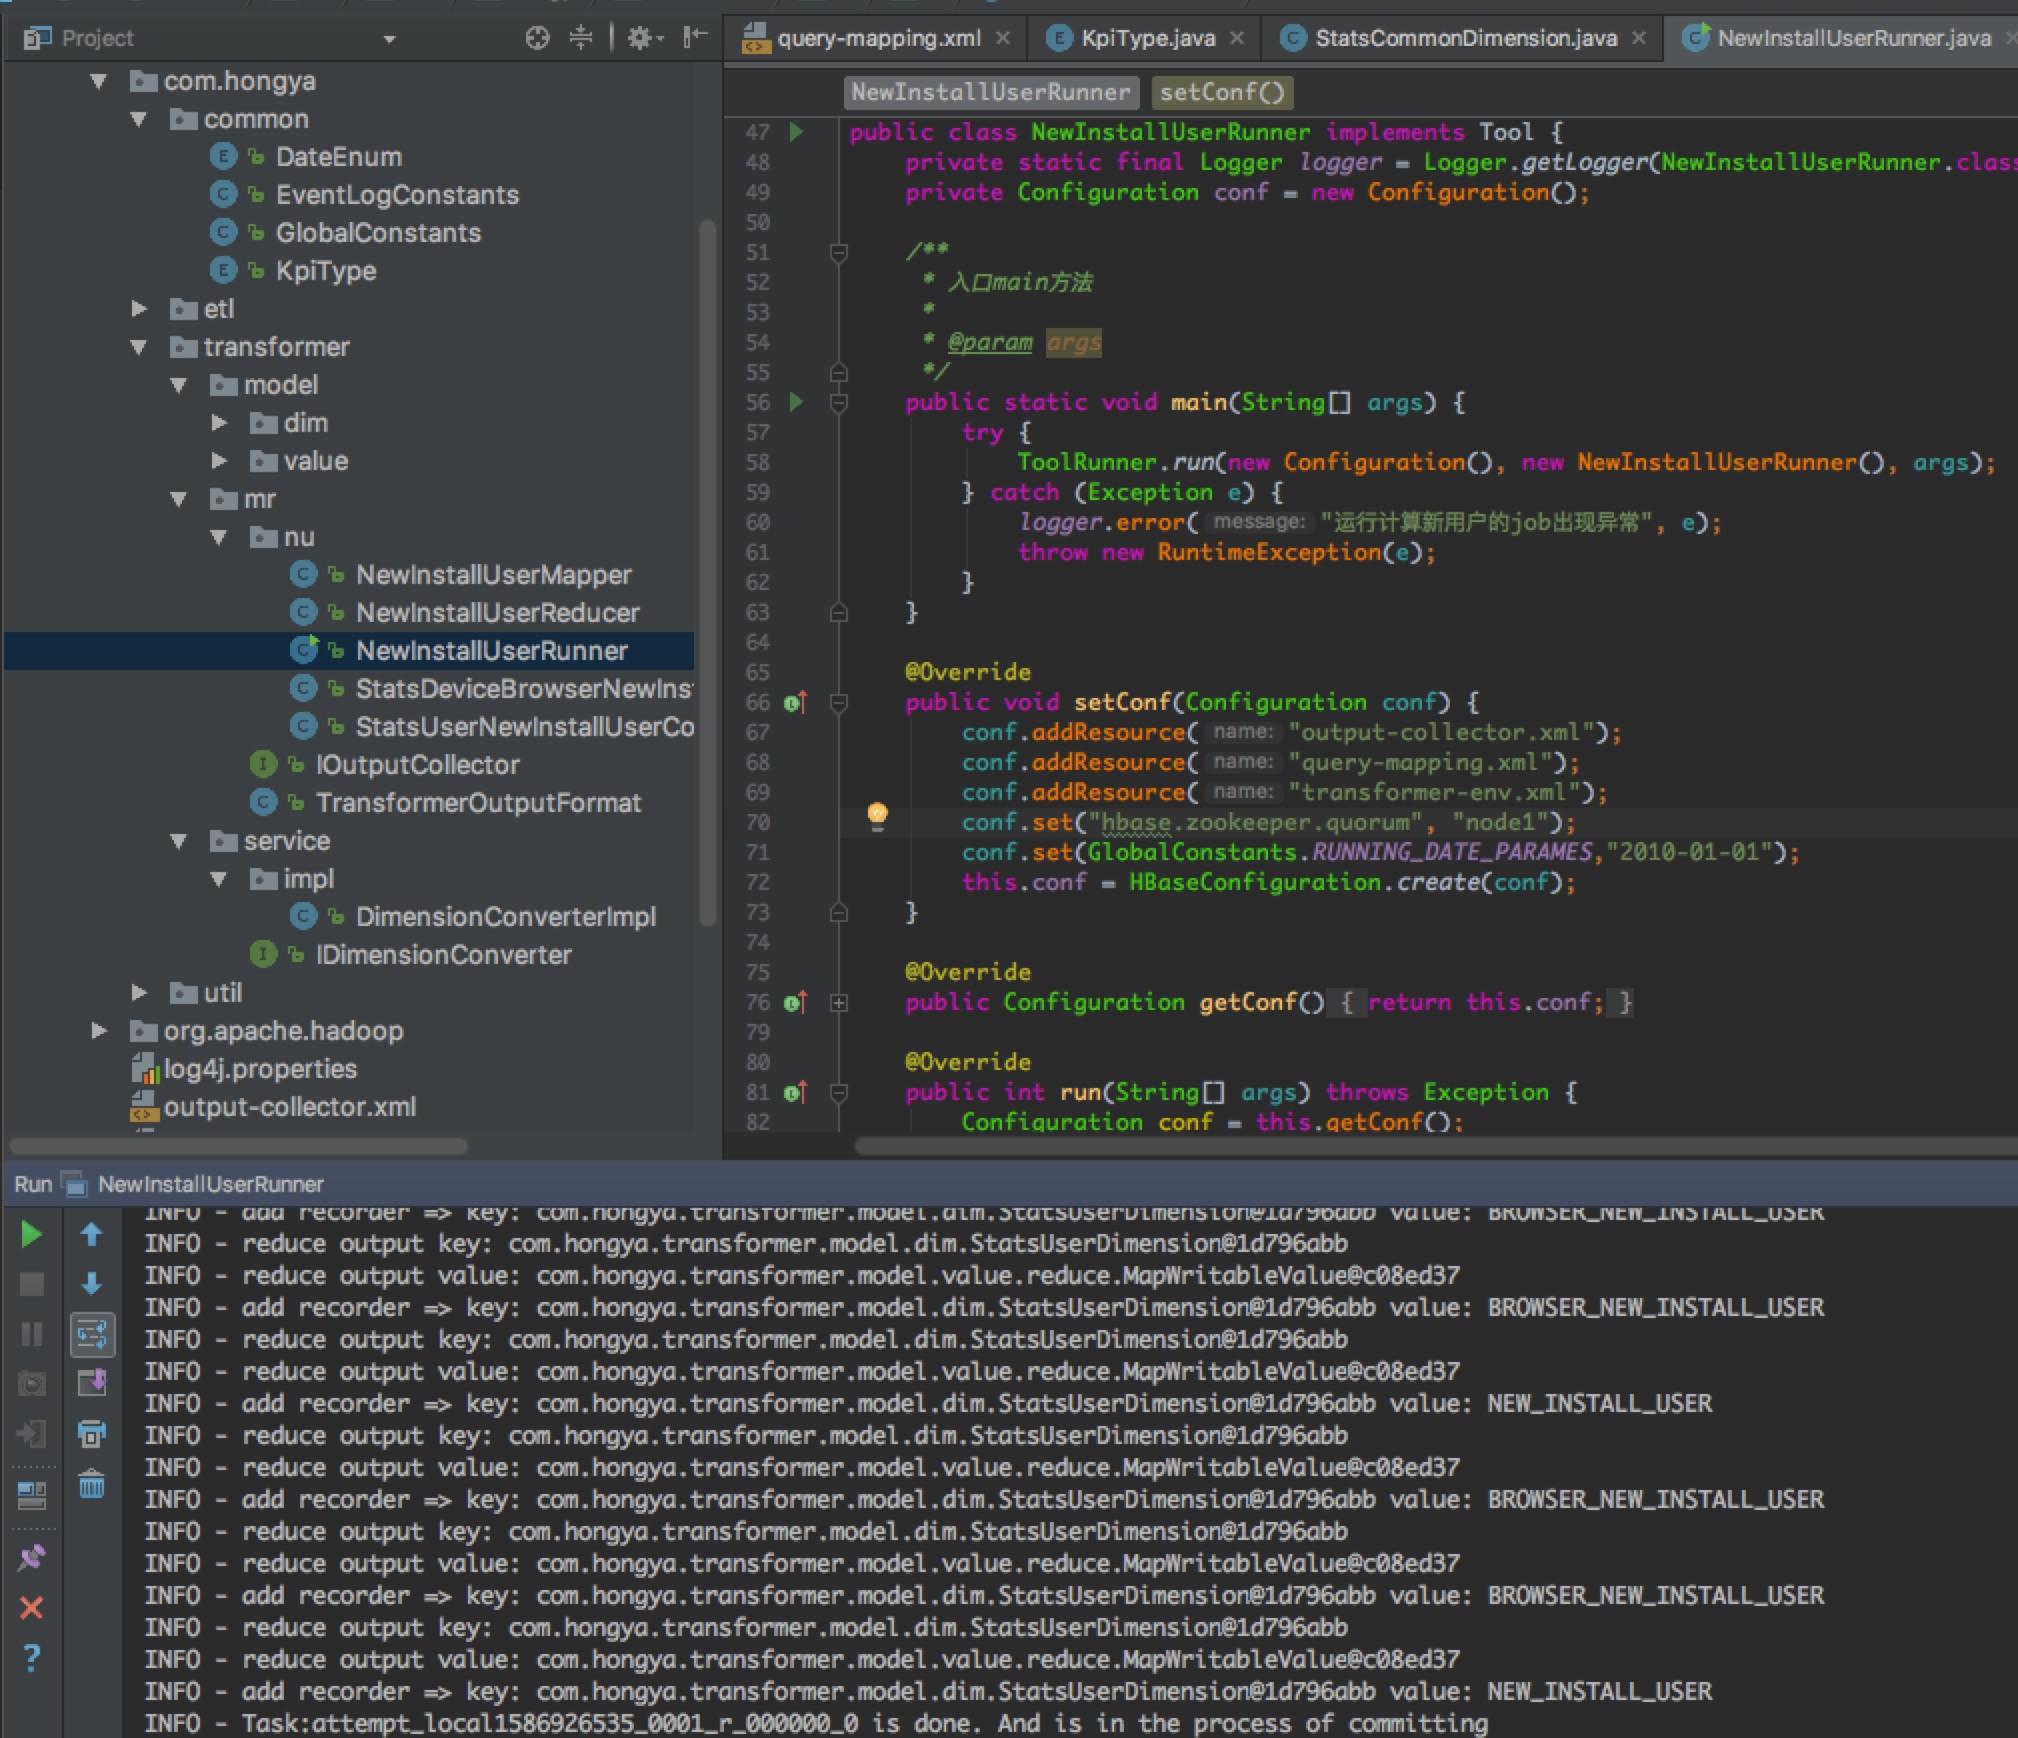 Project
com.hongya
common
DateEnum
EventLogConstants
GlobalConstants
KpiType
etl
transformer
model
dim
value
mr
nu
NewInstallUserMapper
NewInstallUserReducer
NewInstallUserRunner
StatsDeviceBrowserNewIns
StatsUserNewInstallUserCo
IOutputCollector
TransformerOutputFormat
service
impl
DimensionConverterImpl
IDimensionConverter
util
org.apache.hadoop
log4j.properties
output-collector.xml
query-mapping.xml KpiType.java StatsCommonDimension.java NewInstallUserRunner.java
NewInstallUserRunner setConf()
47 public class NewInstallUserRunner implements Tool {
48 private static final Logger logger = Logger.getLogger(NewInstallUserRunner.class
49 private Configuration conf = new Configuration();
50
51 /**
52 * 入口main方法
53 *
54 * @param args
55 */
56 public static void main(String[] args) {
57 try {
58 ToolRunner.run(new Configuration(), new NewInstallUserRunner(), args);
59 } catch (Exception e) {
60 logger.error( message: "运行计算新用户的job出现异常", e);
61 throw new RuntimeException(e);
62 }
63 }
64
65 @Override
66 public void setConf(Configuration conf) {
67 conf.addResource( name: "output-collector.xml");
68 conf.addResource( name: "query-mapping.xml");
69 conf.addResource( name: "transformer-env.xml");
70 conf.set("hbase.zookeeper.quorum", "node1");
71 conf.set(GlobalConstants.RUNNING_DATE_PARAMES,"2010-01-01");
72 this.conf = HBaseConfiguration.create(conf);
73 }
74
75 @Override
76 public Configuration getConf() { return this.conf; }
79
80 @Override
81 public int run(String[] args) throws Exception {
82 Configuration conf = this.getConf();
Run NewInstallUserRunner
INFO - add recorder => key: com.hongya.transformer.model.dim.StatsUserDimension@1d796abb value: BROWSER_NEW_INSTALL_USER
INFO - reduce output key: com.hongya.transformer.model.dim.StatsUserDimension@1d796abb
INFO - reduce output value: com.hongya.transformer.model.value.reduce.MapWritableValue@c08ed37
INFO - add recorder => key: com.hongya.transformer.model.dim.StatsUserDimension@1d796abb value: BROWSER_NEW_INSTALL_USER
INFO - reduce output key: com.hongya.transformer.model.dim.StatsUserDimension@1d796abb
INFO - reduce output value: com.hongya.transformer.model.value.reduce.MapWritableValue@c08ed37
INFO - add recorder => key: com.hongya.transformer.model.dim.StatsUserDimension@1d796abb value: NEW_INSTALL_USER
INFO - reduce output key: com.hongya.transformer.model.dim.StatsUserDimension@1d796abb
INFO - reduce output value: com.hongya.transformer.model.value.reduce.MapWritableValue@c08ed37
INFO - add recorder => key: com.hongya.transformer.model.dim.StatsUserDimension@1d796abb value: BROWSER_NEW_INSTALL_USER
INFO - reduce output key: com.hongya.transformer.model.dim.StatsUserDimension@1d796abb
INFO - reduce output value: com.hongya.transformer.model.value.reduce.MapWritableValue@c08ed37
INFO - add recorder => key: com.hongya.transformer.model.dim.StatsUserDimension@1d796abb value: BROWSER_NEW_INSTALL_USER
INFO - reduce output key: com.hongya.transformer.model.dim.StatsUserDimension@1d796abb
INFO - reduce output value: com.hongya.transformer.model.value.reduce.MapWritableValue@c08ed37
INFO - add recorder => key: com.hongya.transformer.model.dim.StatsUserDimension@1d796abb value: NEW_INSTALL_USER
INFO - Task:attempt_local1586926535_0001_r_000000_0 is done. And is in the process of committing